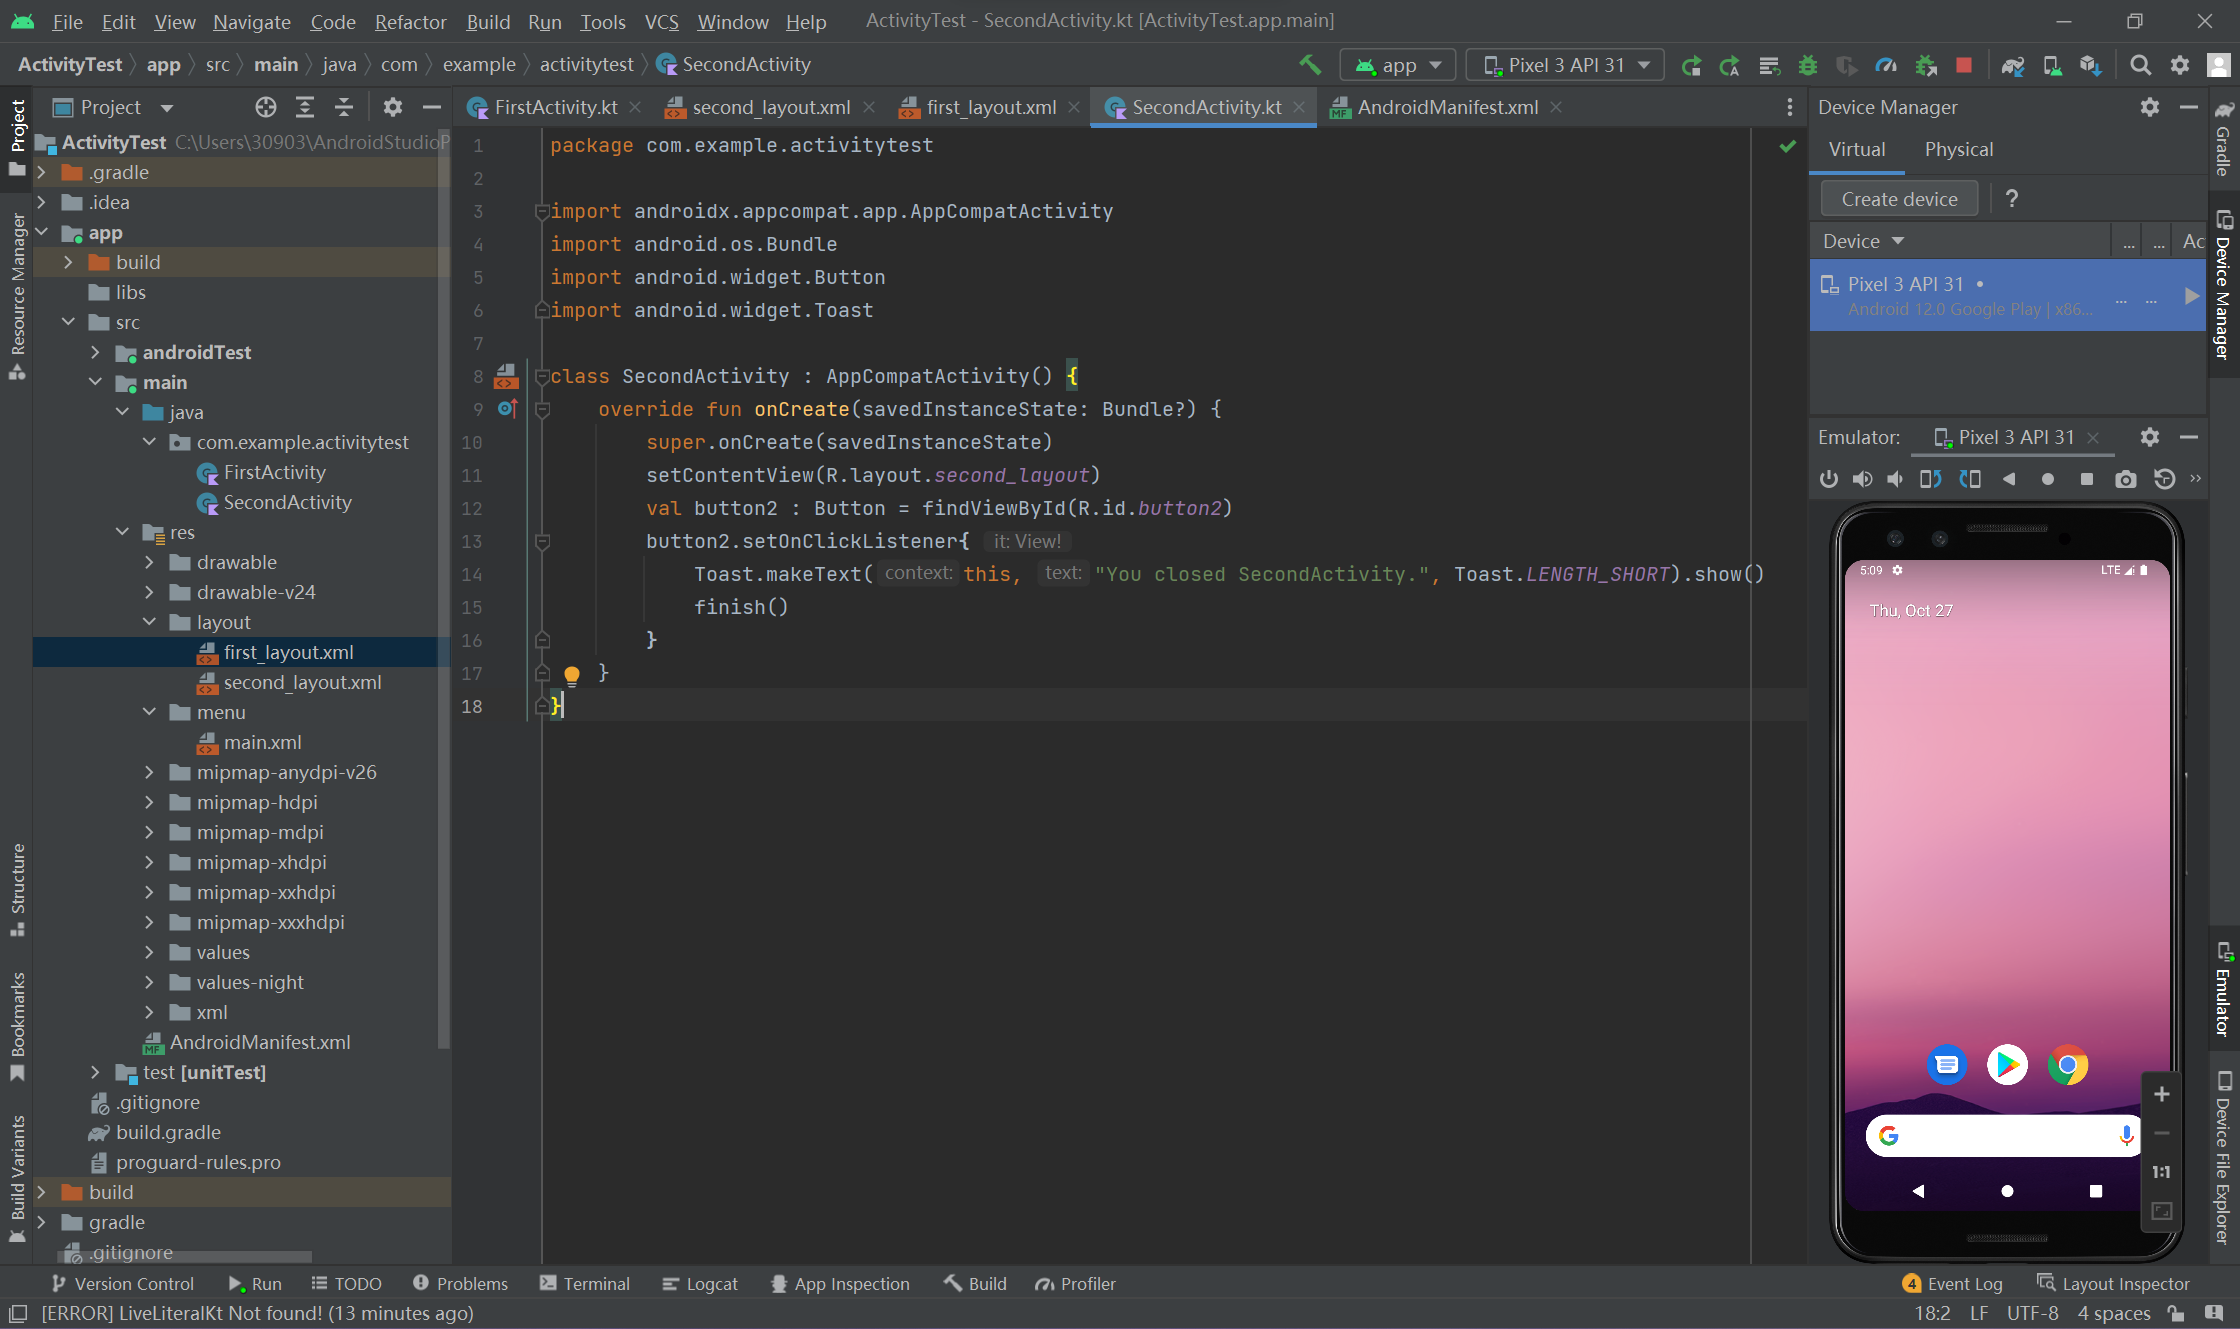 File Edit View Navigate Code Refactor Build Run Tools VCS Window Help ActivityTest - SecondActivity.kt [ActivityTest.app.main]
ActivityTest app src main java com example activitytest SecondActivity app Pixel 3 API 31
Project
FirstActivity.kt second_layout.xml first_layout.xml SecondActivity.kt AndroidManifest.xml
ActivityTest C:\Users\30903\AndroidStudioP
.gradle
.idea
app
build
libs
src
androidTest
main
java
com.example.activitytest
FirstActivity
SecondActivity
res
drawable
drawable-v24
layout
first_layout.xml
second_layout.xml
menu
main.xml
mipmap-anydpi-v26
mipmap-hdpi
mipmap-mdpi
mipmap-xhdpi
mipmap-xxhdpi
mipmap-xxxhdpi
values
values-night
xml
AndroidManifest.xml
test [unitTest]
.gitignore
build.gradle
proguard-rules.pro
build
gradle
.gitignore
Project
Resource Manager
Structure
Bookmarks
Build Variants
1 package com.example.activitytest
2
3 import androidx.appcompat.app.AppCompatActivity
4 import android.os.Bundle
5 import android.widget.Button
6 import android.widget.Toast
7
8 class SecondActivity : AppCompatActivity() {
9 override fun onCreate(savedInstanceState: Bundle?) {
10 super.onCreate(savedInstanceState)
11 setContentView(R.layout.second_layout)
12 val button2 : Button = findViewById(R.id.button2)
13 button2.setOnClickListener{ it: View!
14 Toast.makeText( context: this, text: "You closed SecondActivity.", Toast.LENGTH_SHORT).show()
15 finish()
16 }
17 }
18 }
Device Manager
Virtual Physical
Create device ?
Device ... ... Ac
Pixel 3 API 31 •
Android 12.0 Google Play | x86... ... ...
Emulator: Pixel 3 API 31
5:09 LTE
Thu, Oct 27
G
1:1
Gradle
Device Manager
Emulator
Device File Explorer
Version Control Run TODO Problems Terminal Logcat App Inspection Build Profiler 4 Event Log Layout Inspector
[ERROR] LiveLiteralKt Not found! (13 minutes ago) 18:2 LF UTF-8 4 spaces